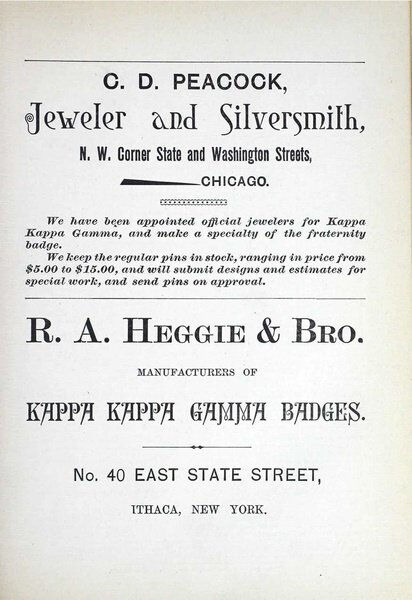 C. D. PEACOCK,
Jeweler and Silversmith,
N. W. Corner State and Washington Streets,
CHICAGO.
We have been appointed official jewelers for Kappa
Kappa Gamma, and make a specialty of the fraternity
badge.
We keep the regular pins in stock, ranging in price from
$5.00 to $15.00, and will submit designs and estimates for
special work, and send pins on approval.
R. A. HEGGIE & BRO.
MANUFACTURERS OF
KAPPA KAPPA GAMMA BADGES.
No. 40 EAST STATE STREET,
ITHACA, NEW YORK.